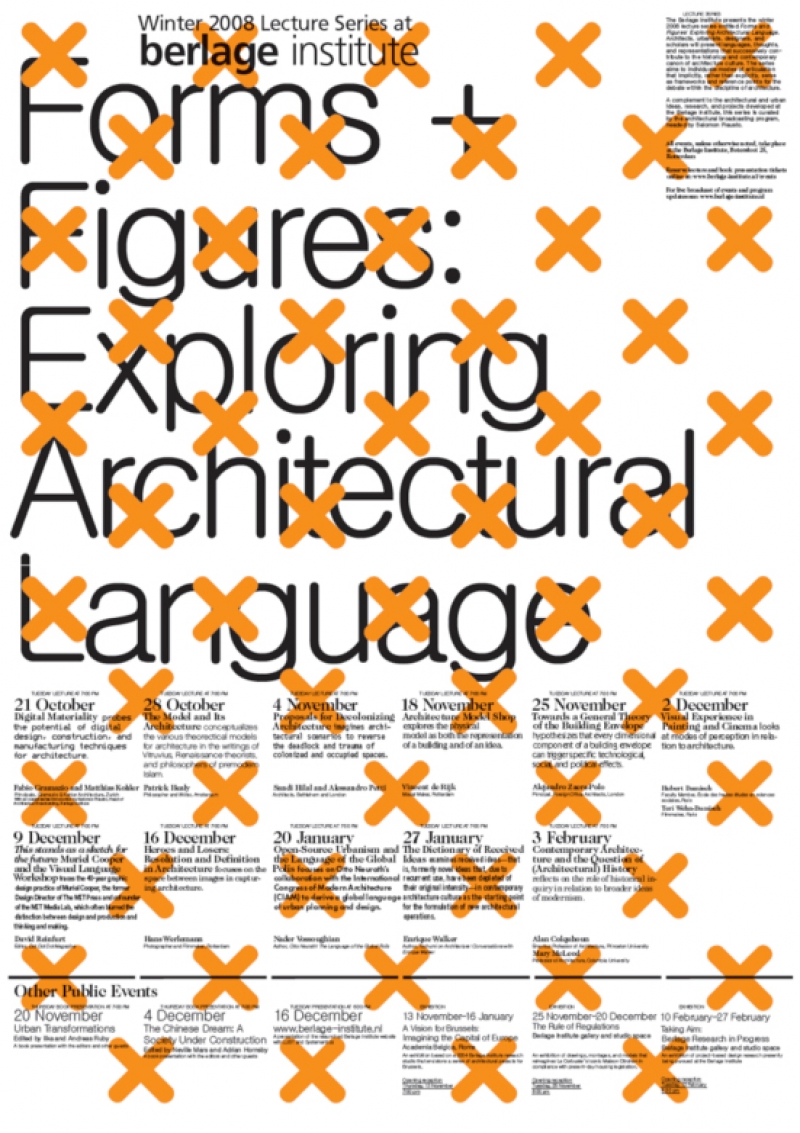 Winter 2008 Lecture Series at
berlage institute
Forms +
Figures:
Exploring
Architectural
Language
LECTURE SERIES
The Berlage Institute presents the winter
2008 lecture series entitled Forms and
Figures: Exploring Architecture Language.
Architects, urbanists, designers, and
scholars will present languages, thoughts,
and representations that successively con-
tribute to the historical and contemporary
canon of architecture culture. The series
aims to
that implicitly, rather than explicitly, serve
as frameworks and reference points for the
debate within the discipline of architecture.
A complement to the architectural and urban
ideas, research, and projects developed at
the Berlage Institute, this series is curated
by the architectural broadcasting program,
headed by Salomon Frausto.
All events, unless otherwise noted, take place
at the Berlage Institute, Botersloot 25,
Rotterdam
Reserve lecture and book presentation tickets
online at www.berlage-institute.nl/events
For live broadcast of events and program
updates see www.berlage-institute.nl
TUESDAY LECTURE AT 7:00 PM
21 October
Digital Materiality probes
the potential of digital
design, construction, and
manufacturing techniques
for architecture.
Fabio Gramazio and Matthias Kohler
TUESDAY LECTURE AT 7:00 PM
28 October
The Model and Its
Architecture conceptualizes
the various theoretical models
for architecture in the writings of
Vitruvius, Renaissance theorists,
and philosophers of premodern
Islam.
Patrick Healy
Philosopher and Writer, Amsterdam
TUESDAY LECTURE AT 7:00 PM
4 November
Proposals for Decolonizing
Architecture imagines archi-
tectural scenarios to reverse
the deadlock and trauma of
colonized and occupied spaces.
Sandi Hilal and Alessandro Petti
Architects, Bethlehem and London
TUESDAY LECTURE AT 7:00 PM
18 November
Architecture Model Shop
explores the physical
model as both the representation
of a building and of an idea.
Vincent de Rijk
Model Maker, Rotterdam
TUESDAY LECTURE AT 7:00 PM
25 November
Towards a General Theory
of the Building Envelope
hypothesizes that every dimensional
component of a building envelope
can trigger specific technological,
social, and political effects.
Alejandro Zaera-Polo
Principal, Foreign Office Architects, London
TUESDAY LECTURE AT 7:00 PM
2 December
Visual Experience in
Painting and Cinema looks
at modes of perception in rela-
tion to architecture.
Hubert Damisch
Teri Wehn-Damisch
Filmmaker, Paris
TUESDAY LECTURE AT 7:00 PM
9 December
This stands as a sketch for
the future: Muriel Cooper
and the Visual Language
Workshop traces the 40-year graphic
design practice of Muriel Cooper, the former
Design Director of The MIT Press and cofounder
of the MIT Media Lab, which often blurred the
distinction between design and production and
thinking and making.
David Reinfurt
TUESDAY LECTURE AT 7:00 PM
16 December
Heroes and Losers:
Resolution and Definition
in Architecture focuses on the
space between images in captur-
ing architecture.
Hans Werlemann
Photographer and Filmmaker, Rotterdam
TUESDAY LECTURE AT 7:00 PM
20 January
Open-Source Urbanism and
the Language of the Global
Polis focuses on Otto Neurath's
collaboration with the International
Congress of Modern Architecture
(CIAM) to derive a global language
of urban planning and design.
Nader Vossoughian
Author, Otto Neurath: The Language of the Global Polis
TUESDAY LECTURE AT 7:00 PM
27 January
The Dictionary of Received
Ideas examines received ideas—that
is, formerly novel ideas that, due to
recurrent use, have been depleted of
their original intensity—in contemporary
architecture culture as the starting point
for the formulation of new architectural
operations.
Enrique Walker
TUESDAY LECTURE AT 7:00 PM
3 February
Contemporary Architec-
ture and the Question of
(Architectural) History
reflects on the role of historical in-
quiry in relation to broader ideas
of modernism.
Alan Colquhoun
Emeritus Professor of Architecture, Princeton University
Mary McLeod
Professor of Architecture, Columbia University
Other Public Events
THURSDAY BOOK PRESENTATION AT 7:00 PM
20 November
Urban Transformations
Edited by Ilka and Andreas Ruby
A book presentation with the editors and other guests
THURSDAY BOOK PRESENTATION AT 7:00 PM
4 December
The Chinese Dream: A
Society Under Construction
Edited by Neville Mars and Adrian Hornsby
A book presentation with the editors and other guests
16 December
www.berlage-institute.nl
EXHIBITION
13 November–16 January
A Vision for Brussels:
Imagining the Capital of Europe
Academia Belgica, Rome
Opening reception
Thursday, 13 November
7:00 pm
EXHIBITION
25 November–20 December
The Rule of Regulations
Berlage Institute gallery and studio space
Opening reception
Tuesday, 25 November
EXHIBITION
10 February–27 February
Taking Aim:
Berlage Research in Progress
Berlage Institute gallery and studio space
Opening reception